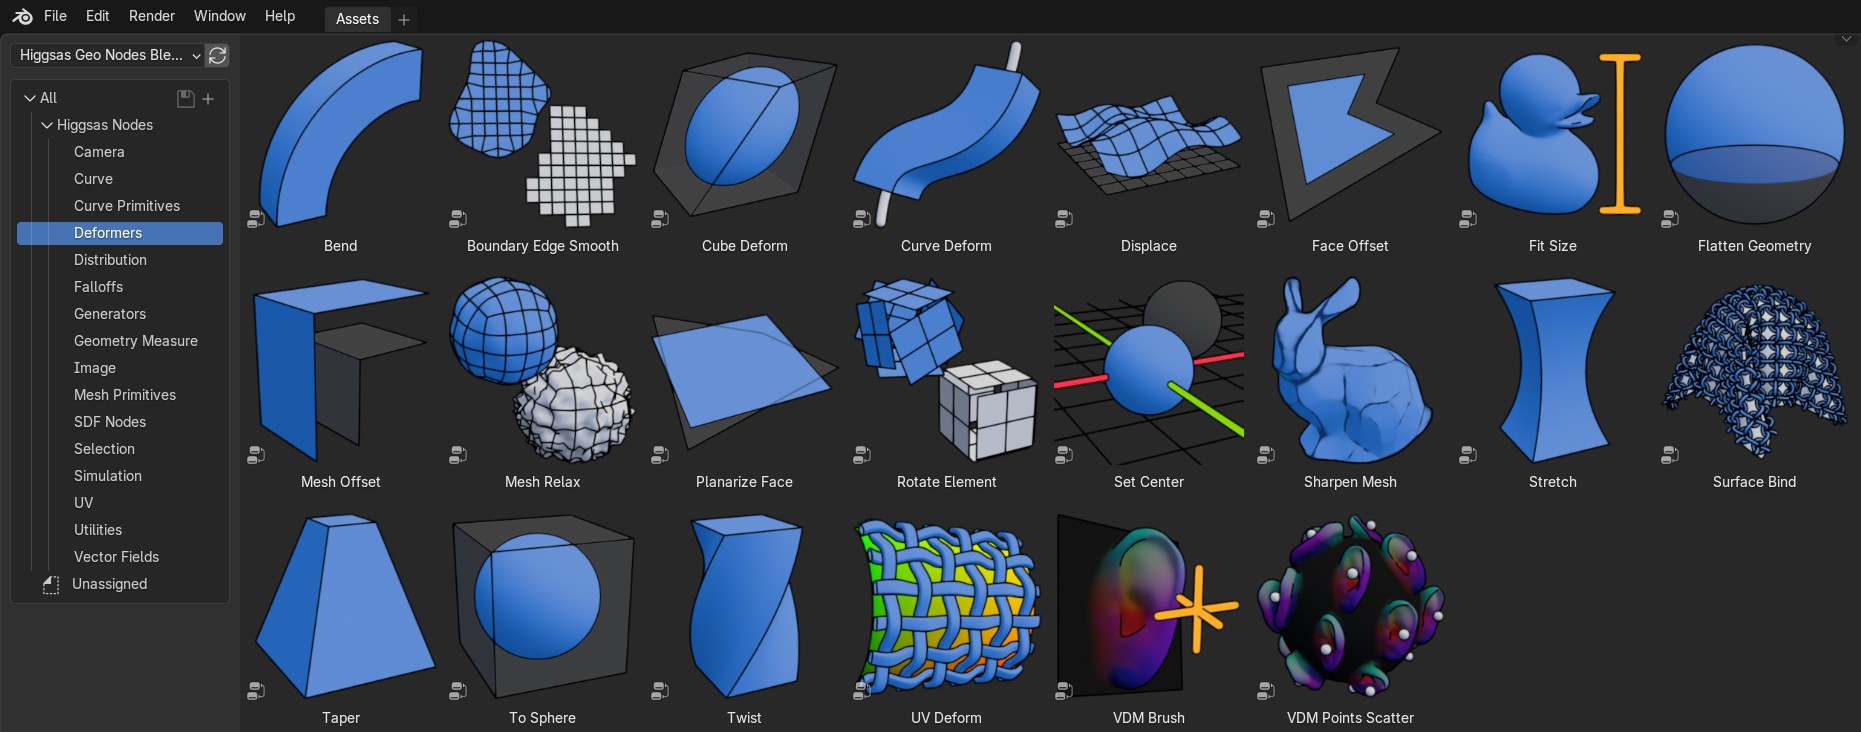 File Edit Render Window Help Assets
Higgsas Geo Nodes Ble...
All
Higgsas Nodes
Camera
Curve
Curve Primitives
Deformers
Distribution
Falloffs
Generators
Geometry Measure
Image
Mesh Primitives
SDF Nodes
Selection
Simulation
UV
Utilities
Vector Fields
Unassigned
Bend Boundary Edge Smooth Cube Deform Curve Deform Displace Face Offset Fit Size Flatten Geometry
Mesh Offset Mesh Relax Planarize Face Rotate Element Set Center Sharpen Mesh Stretch Surface Bind
Taper To Sphere Twist UV Deform VDM Brush VDM Points Scatter